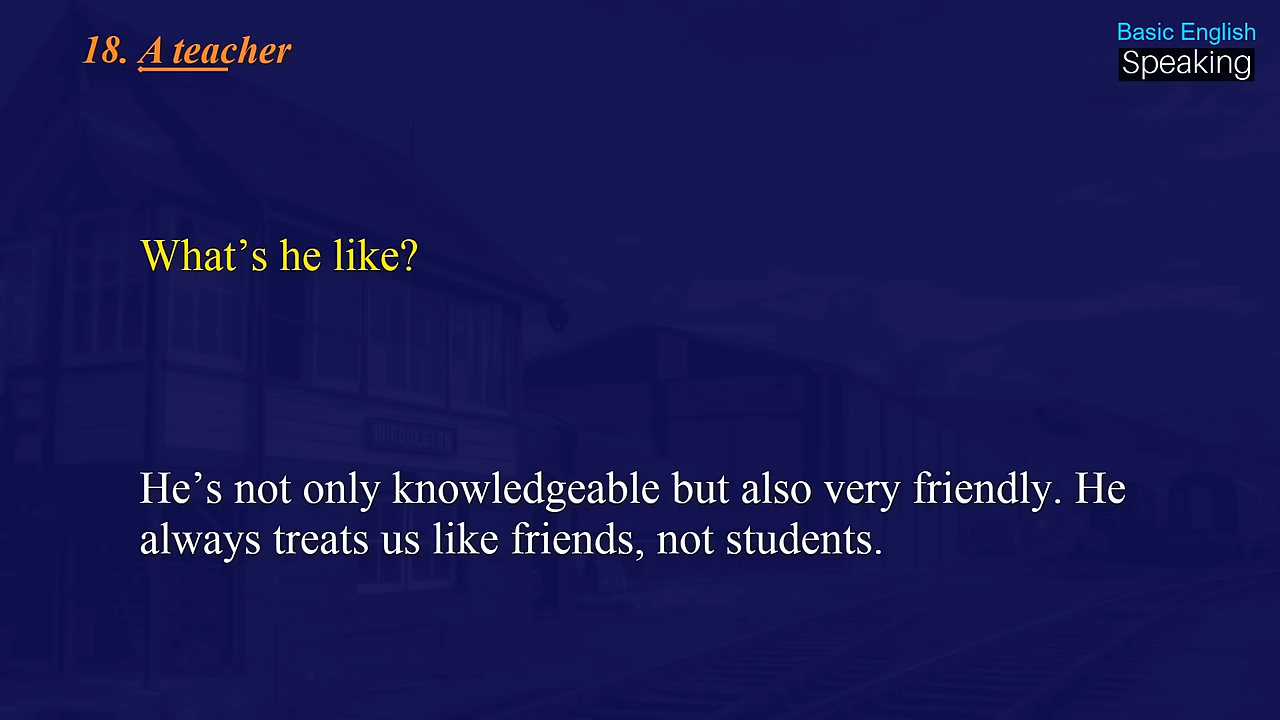 18. A teacher
Basic English
Speaking
What's he like?
CHEDDLETON
He's not only knowledgeable but also very friendly. He
always treats us like friends, not students.